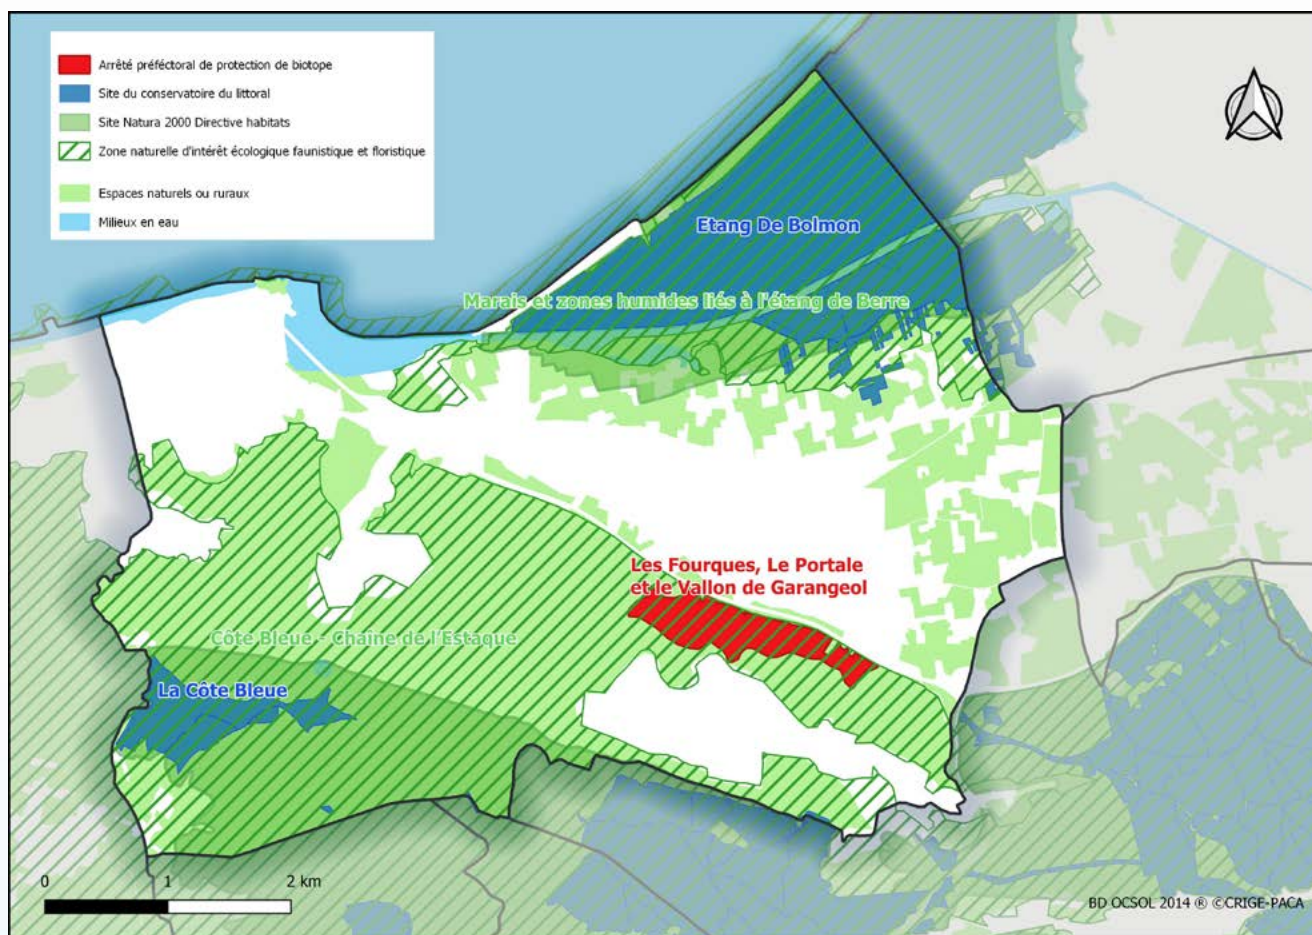 Arrêté préféctoral de protection de biotope
Site du conservatoire du littoral
Site Natura 2000 Directive habitats
Zone naturelle d'intérêt écologique faunistique et floristique
Espaces naturels ou ruraux
Milieux en eau
Etang De Bolmon
Marais et zones humides liés à l'étang de Berre
Les Fourques, Le Portale
et le Vallon de Garangeol
Côte Bleue - Chaîne de l'Estaque
La Côte Bleue
0 1 2 km
BD OCSOL 2014 ® ©CRIGE-PACA